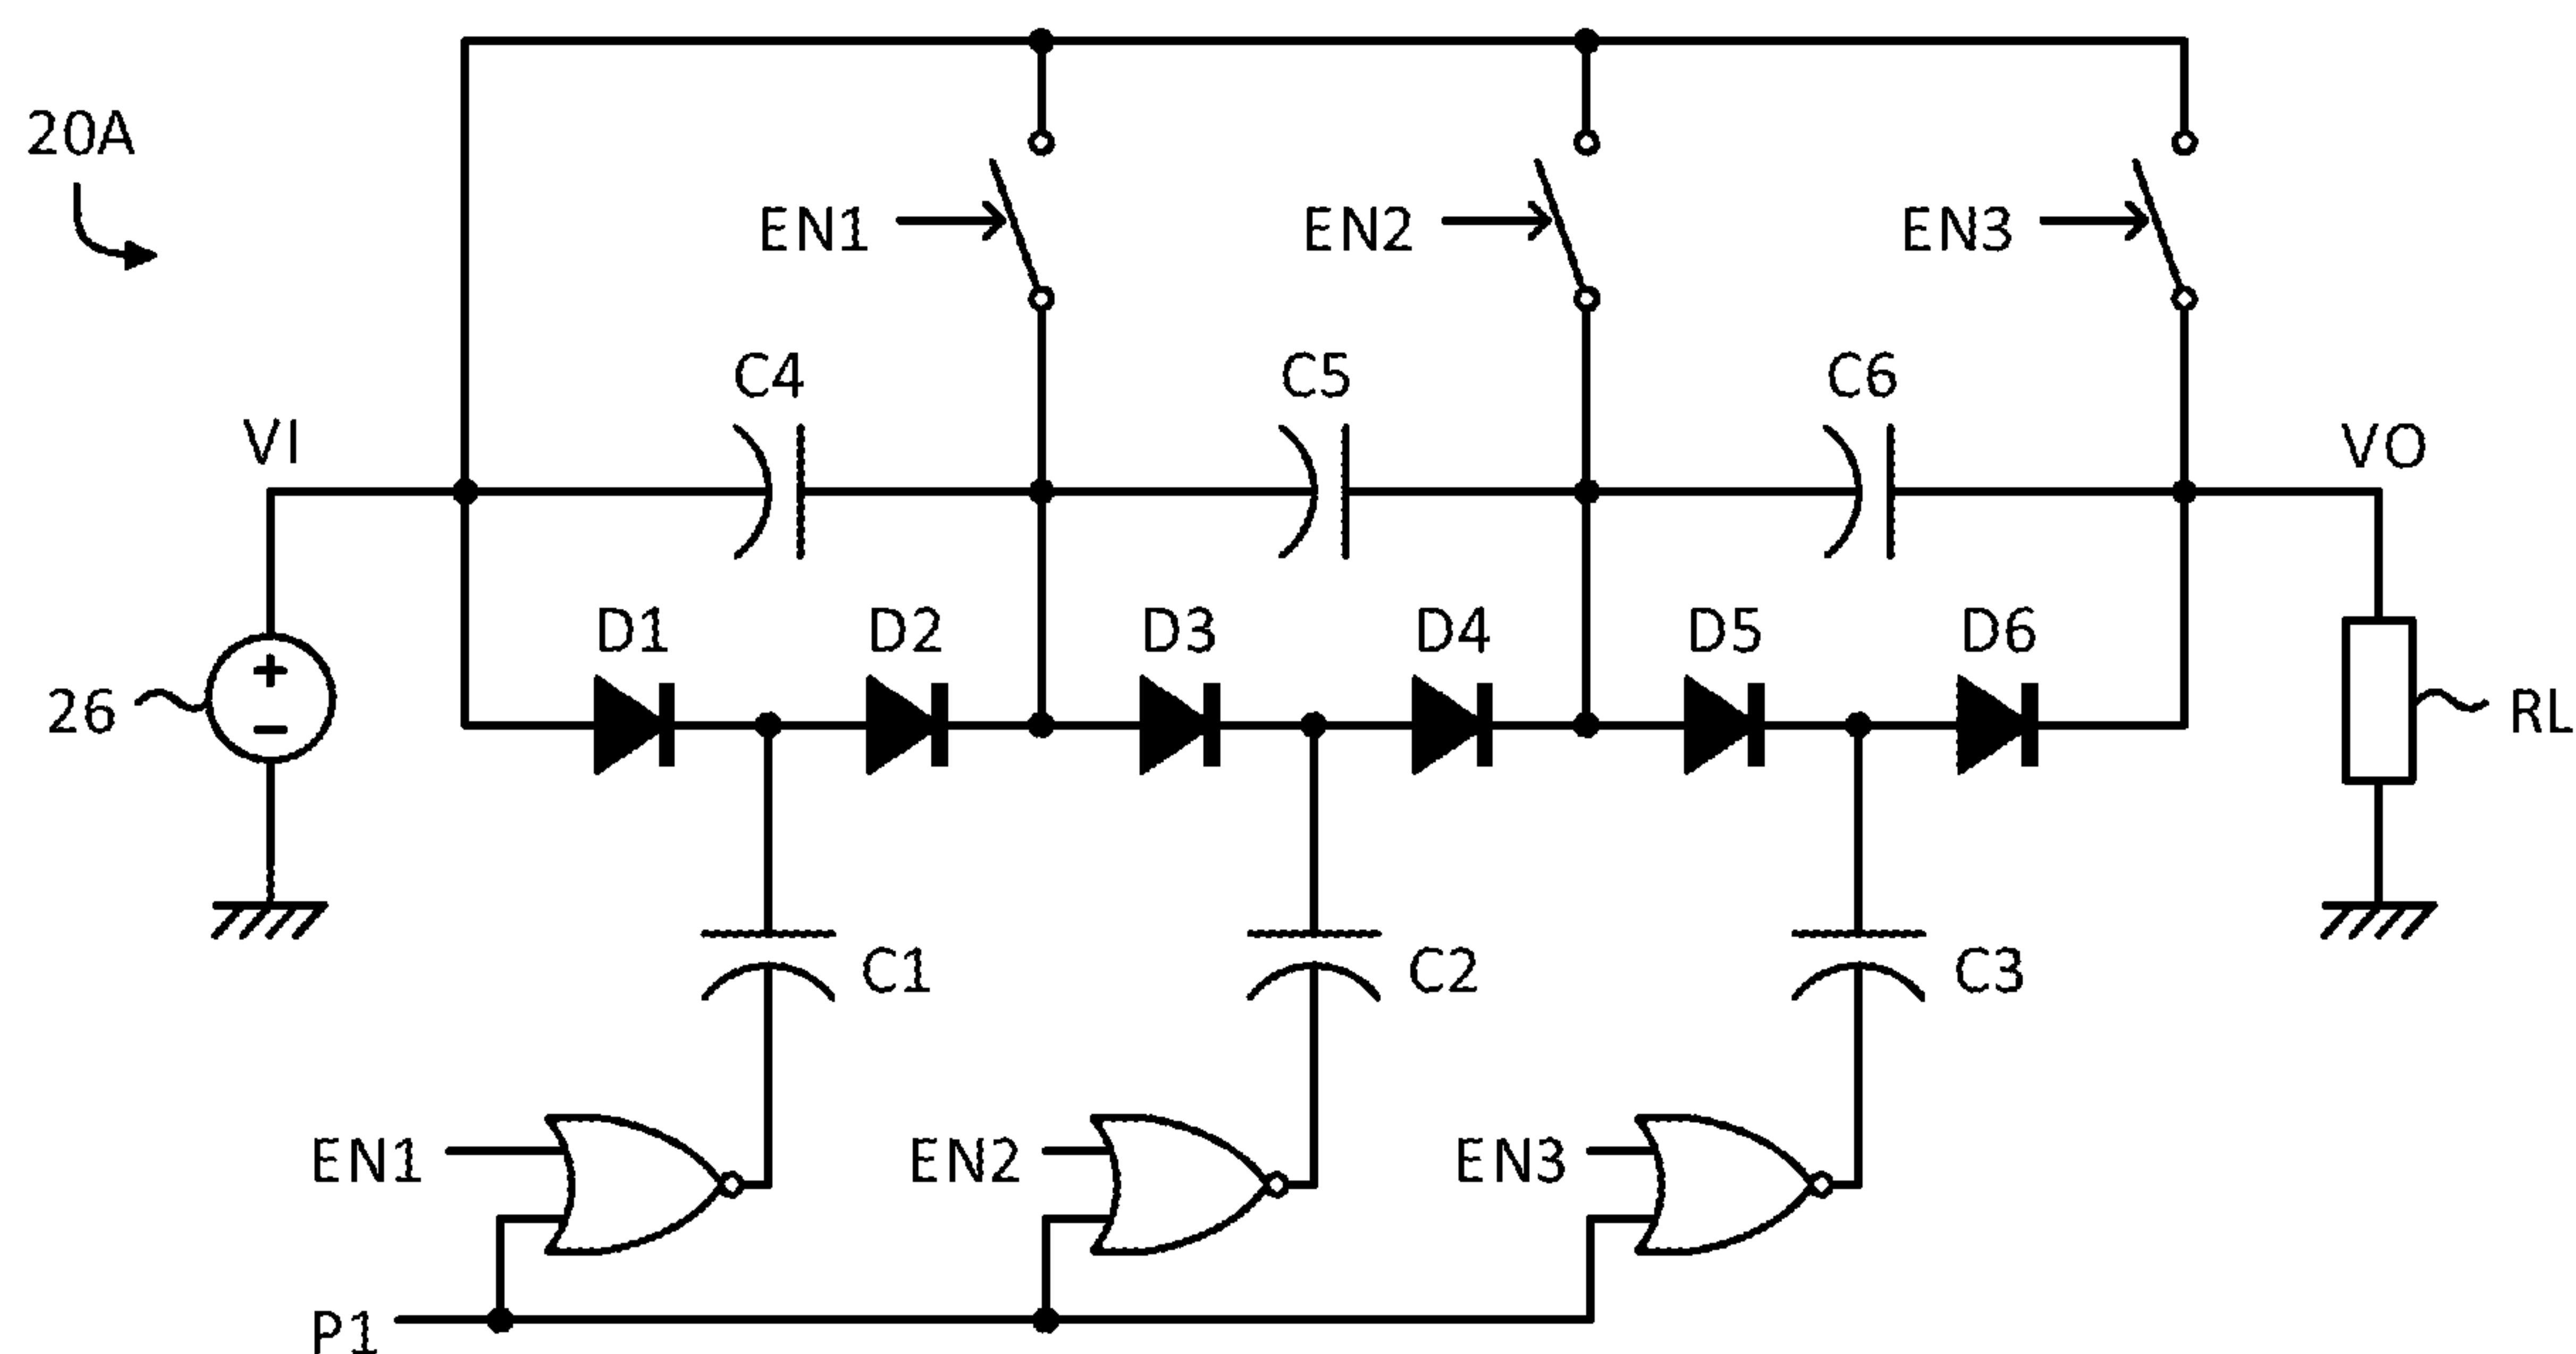 20A
EN1
EN2
EN3
C4
C5
C6
VI
VO
D1
D2
D3
D4
D5
D6
+
−
26
RL
C1
C2
C3
EN1
EN2
EN3
P1